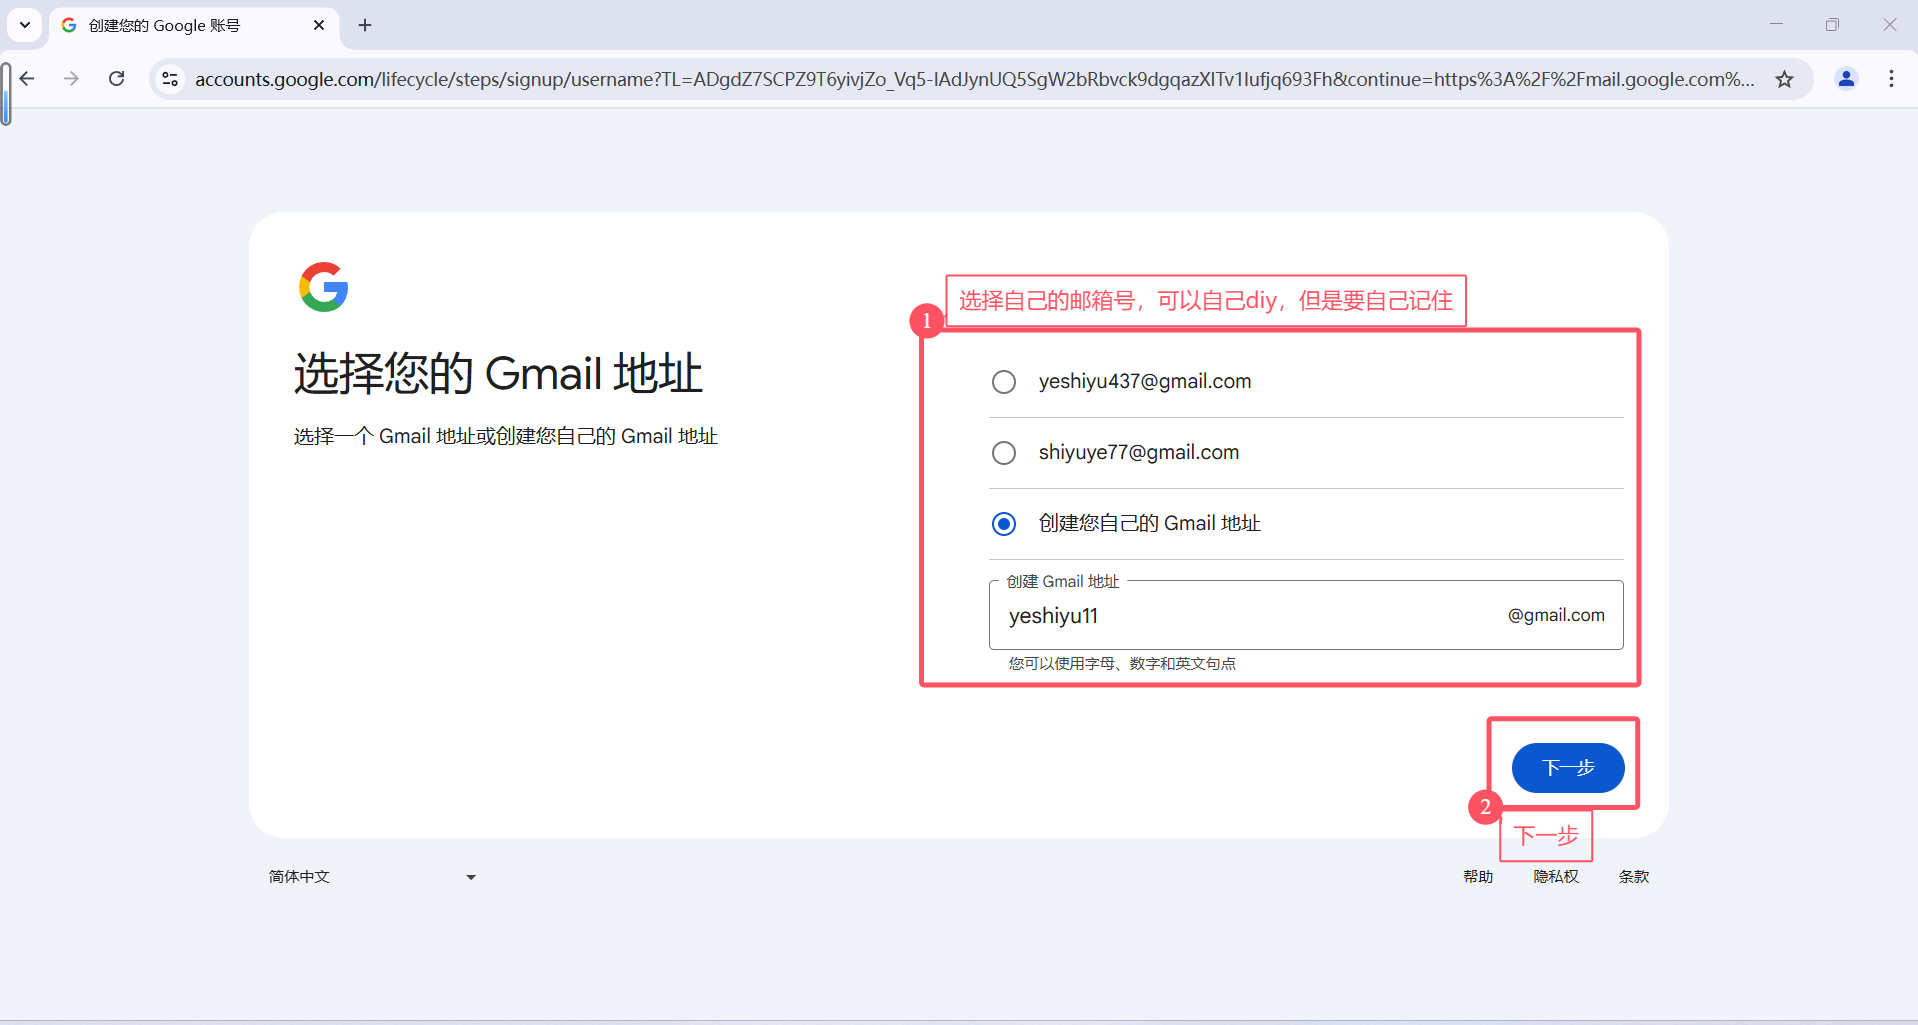 创建您的 Google 账号
accounts.google.com/lifecycle/steps/signup/username?TL=ADgdZ7SCPZ9T6yivjZo_Vq5-IAdJynUQ5SgW2bRbvck9dgqazXITv1Iufjq693Fh&continue=https%3A%2F%2Fmail.google.com%...
选择您的 Gmail 地址
选择一个 Gmail 地址或创建您自己的 Gmail 地址
选择自己的邮箱号，可以自己diy，但是要自己记住
1
yeshiyu437@gmail.com
shiyuye77@gmail.com
创建您自己的 Gmail 地址
创建 Gmail 地址
yeshiyu11 @gmail.com
您可以使用字母、数字和英文句点
下一步
2
下一步
简体中文
帮助 隐私权 条款